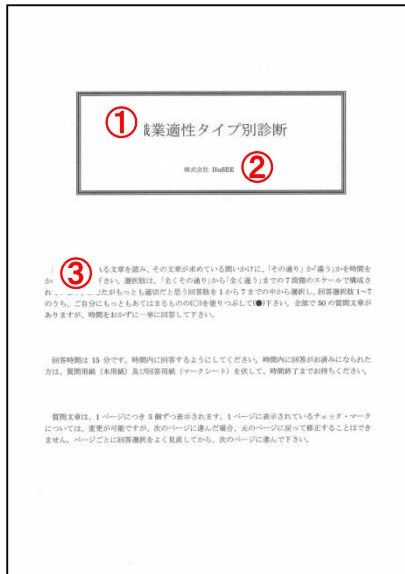 ① 職業適性タイプ別診断
株式会社 HuSEE ②
③ れる文章を読み、その文章が求めている問いかけに、「その通り」か「違う」かを時間を
か 下さい。選択肢は、「全くその通り」から「全く違う」までの7段階のスケールで構成さ
れ たがもっとも適切だと思う回答肢を1から7までの中から選択し、回答選択肢1~7
のうち、ご自分にもっともあてはまるものの(○)を塗りつぶして(●)下さい。全部で50の質問文章が
ありますが、時間をおかずに一挙に回答して下さい。
回答時間は 15 分です。時間内に回答するようにしてください。時間内に回答がお済みになられた
方は、質問用紙(本用紙)及び回答用紙(マークシート)を伏して、時間終了までお待ちください。
質問文章は、1ページにつき3個ずつ表示されます。1ページに表示されているチェック・マーク
については、変更が可能ですが、次のページに進んだ場合、元のページに戻って修正することはでき
ません。ページごとに回答選択をよく見直してから、次のページに進んで下さい。